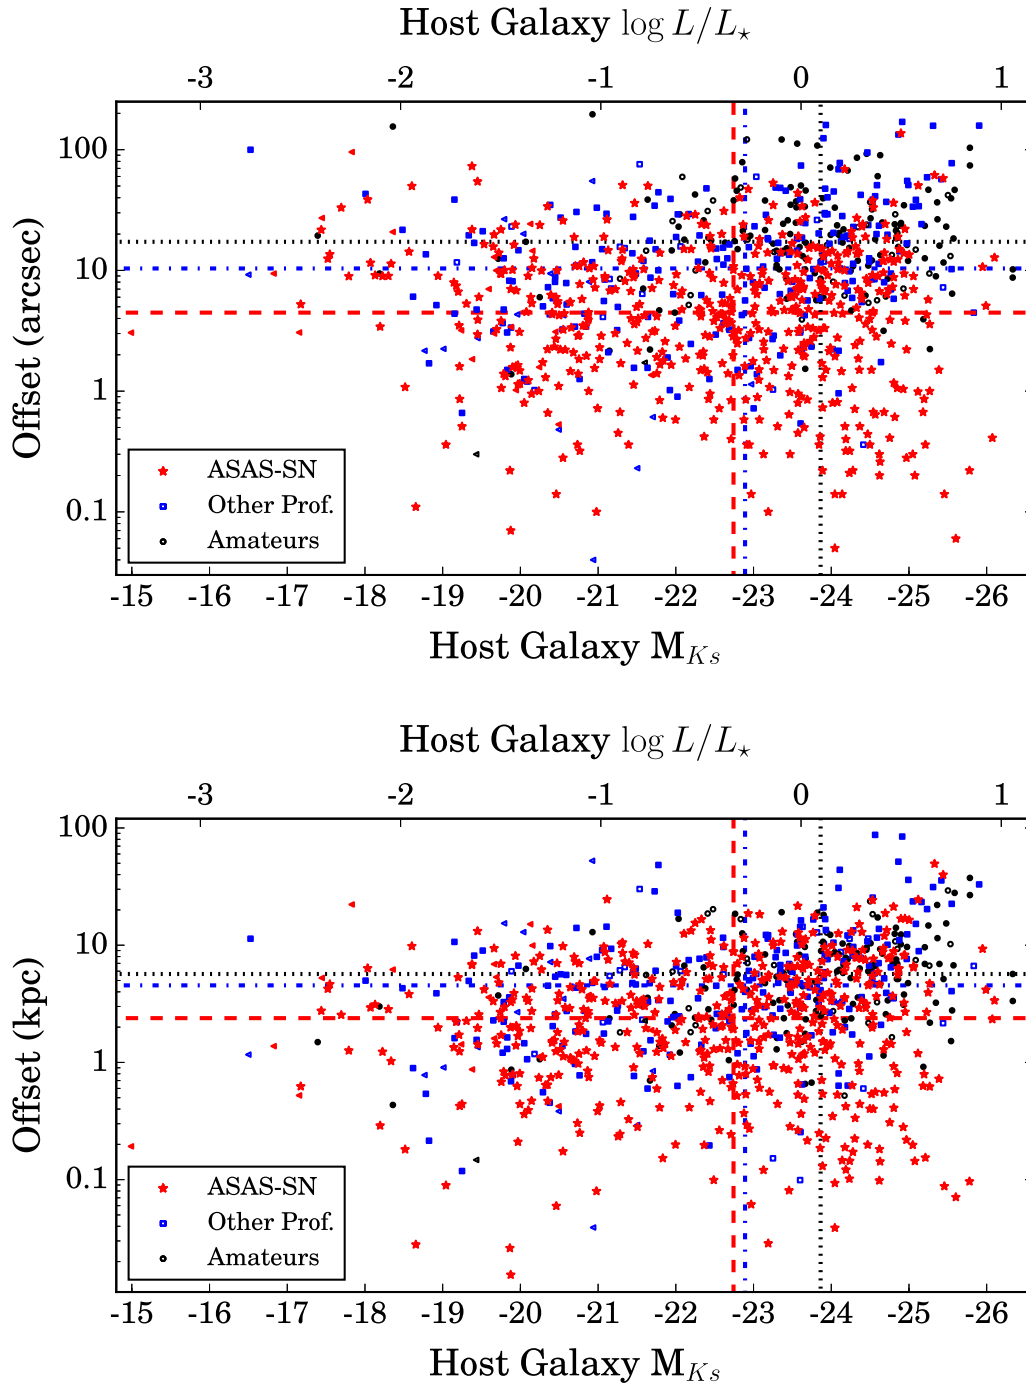 Host Galaxy log L/L⋆
-3 -2 -1 0 1
100
10
1
0.1
Offset (arcsec)
ASAS-SN
Other Prof.
Amateurs
-15 -16 -17 -18 -19 -20 -21 -22 -23 -24 -25 -26
Host Galaxy M_Ks
Host Galaxy log L/L⋆
-3 -2 -1 0 1
100
10
1
0.1
Offset (kpc)
ASAS-SN
Other Prof.
Amateurs
-15 -16 -17 -18 -19 -20 -21 -22 -23 -24 -25 -26
Host Galaxy M_Ks